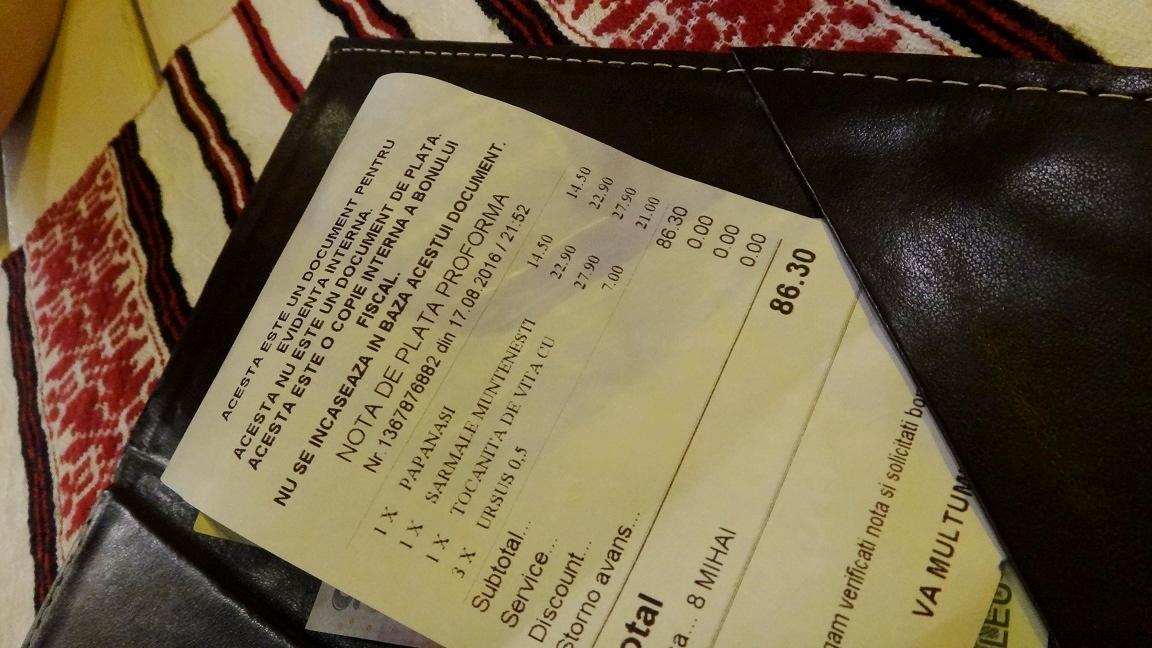 ACESTA ESTE UN DOCUMENT PENTRU
EVIDENTA INTERNA.
ACESTA NU ESTE UN DOCUMENT DE PLATA.
ACESTA ESTE O COPIE INTERNA A BONULUI
FISCAL.
NU SE INCASEAZA IN BAZA ACESTUI DOCUMENT.
NOTA DE PLATA PROFORMA
Nr. 1367876882 din 17.08.2016 / 21:52
1 X PAPANASI 14.50 14.50
1 X SARMALE MUNTENESTI 22.90 22.90
1 X TOCANITA DE VITA CU 27.90 27.90
3 X URSUS 0,5 7.00 21.00
Subtotal... 86.30
Service... 0.00
Discount... 0.00
Storno avans... 0.00
otal 86.30
a... 8 MIHAI
verificati nota si solicitati
VA MULTUM